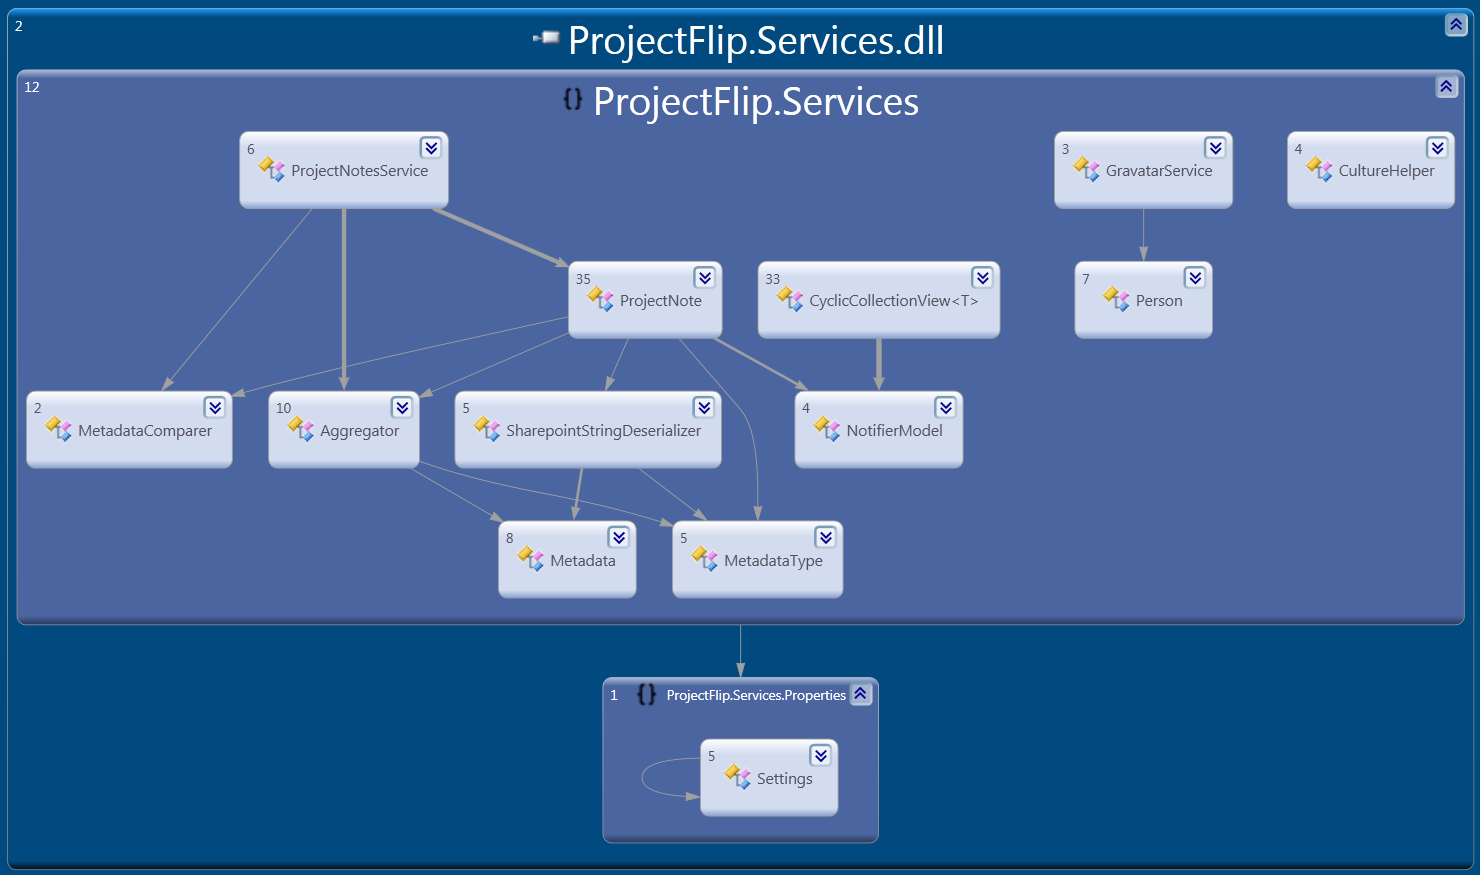 2
ProjectFlip.Services.dll
12
{} ProjectFlip.Services
6
ProjectNotesService
3
GravatarService
4
CultureHelper
35
ProjectNote
33
CyclicCollectionView<T>
7
Person
2
MetadataComparer
10
Aggregator
5
SharepointStringDeserializer
4
NotifierModel
8
Metadata
5
MetadataType
1 {} ProjectFlip.Services.Properties
5
Settings